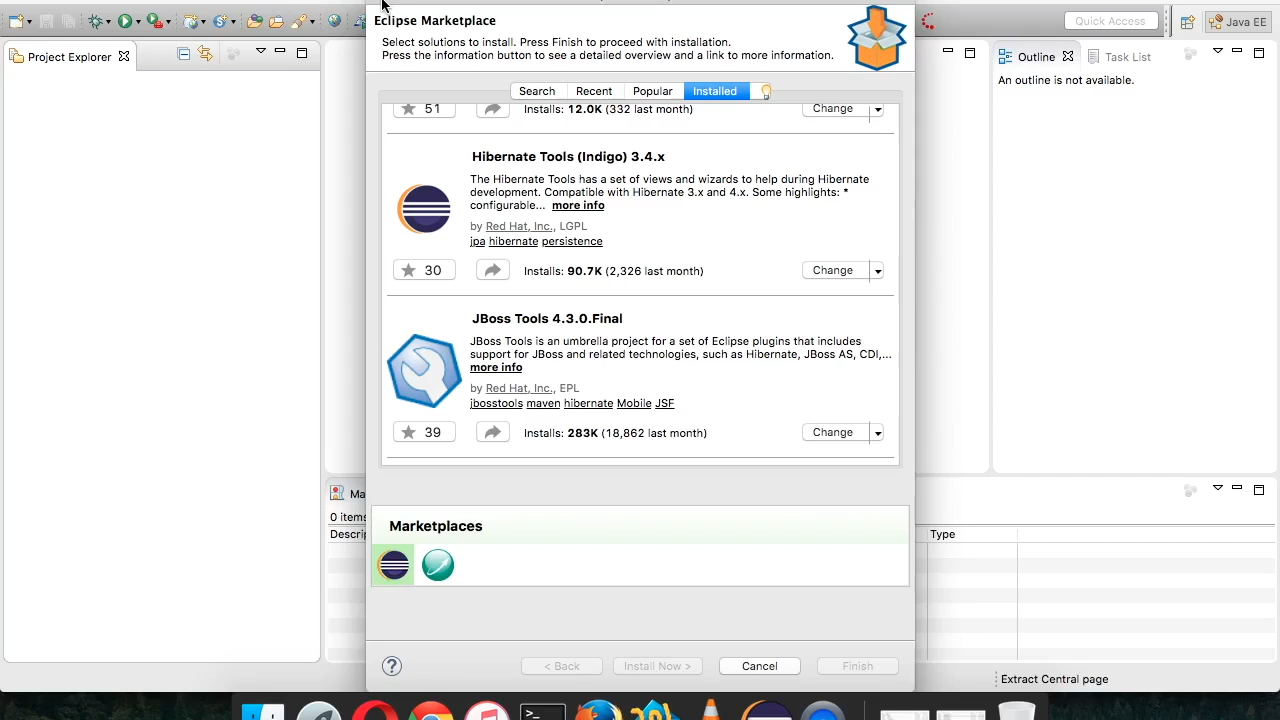 Eclipse Marketplace
Select solutions to install. Press Finish to proceed with installation.
Press the information button to see a detailed overview and a link to more information.
Quick Access
Java EE
Project Explorer
Outline
Task List
An outline is not available.
Search
Recent
Popular
Installed
51
Installs: 12.0K (332 last month)
Change
Hibernate Tools (Indigo) 3.4.x
The Hibernate Tools has a set of views and wizards to help during Hibernate
development. Compatible with Hibernate 3.x and 4.x. Some highlights: *
configurable... more info
by Red Hat, Inc., LGPL
jpa hibernate persistence
30
Installs: 90.7K (2,326 last month)
Change
JBoss Tools 4.3.0.Final
JBoss Tools is an umbrella project for a set of Eclipse plugins that includes
support for JBoss and related technologies, such as Hibernate, JBoss AS, CDI,...
more info
by Red Hat, Inc., EPL
jbosstools maven hibernate Mobile JSF
39
Installs: 283K (18,862 last month)
Change
Ma
0 items
Descrip
Type
Marketplaces
?
< Back
Install Now >
Cancel
Finish
Extract Central page